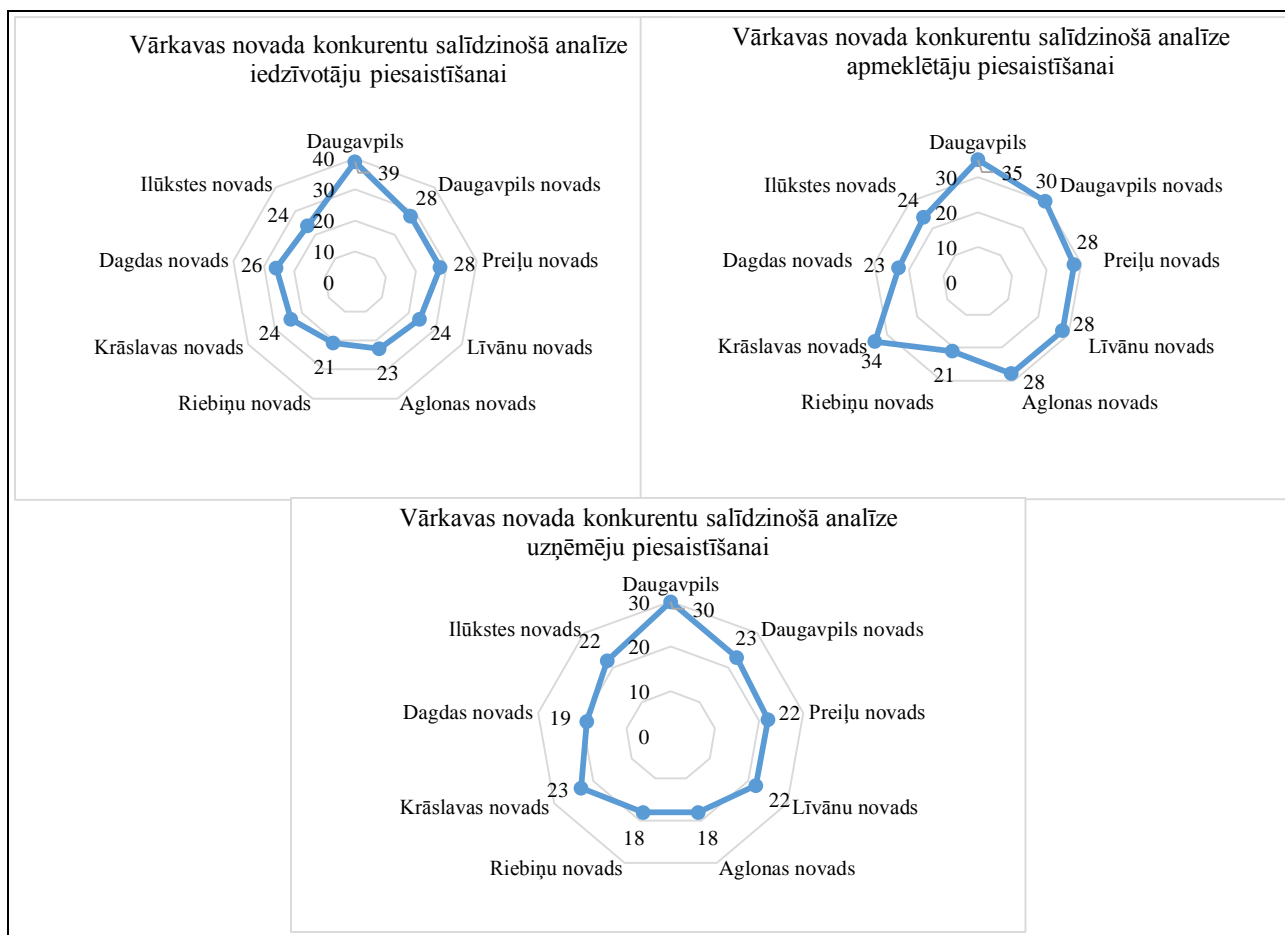 Vārkavas novada konkurentu salīdzinošā analīze
iedzīvotāju piesaistīšanai
Daugavpils
40
39
Ilūkstes novads
Daugavpils novads
30
28
24
20
Dagdas novads
26
10
28
Preiļu novads
0
Krāslavas novads
24
24
Līvānu novads
21
23
Riebiņu novads
Aglonas novads
Vārkavas novada konkurentu salīdzinošā analīze
apmeklētāju piesaistīšanai
Daugavpils
30
35
30
Ilūkstes novads
Daugavpils novads
24
20
28
Dagdas novads
23
10
Preiļu novads
0
Krāslavas novads
34
28
Līvānu novads
21
28
Riebiņu novads
Aglonas novads
Vārkavas novada konkurentu salīdzinošā analīze
uzņēmēju piesaistīšanai
Daugavpils
30
30
Ilūkstes novads
22
23
Daugavpils novads
20
Dagdas novads
19
10
22
Preiļu novads
0
Krāslavas novads
23
22
Līvānu novads
18
18
Riebiņu novads
Aglonas novads